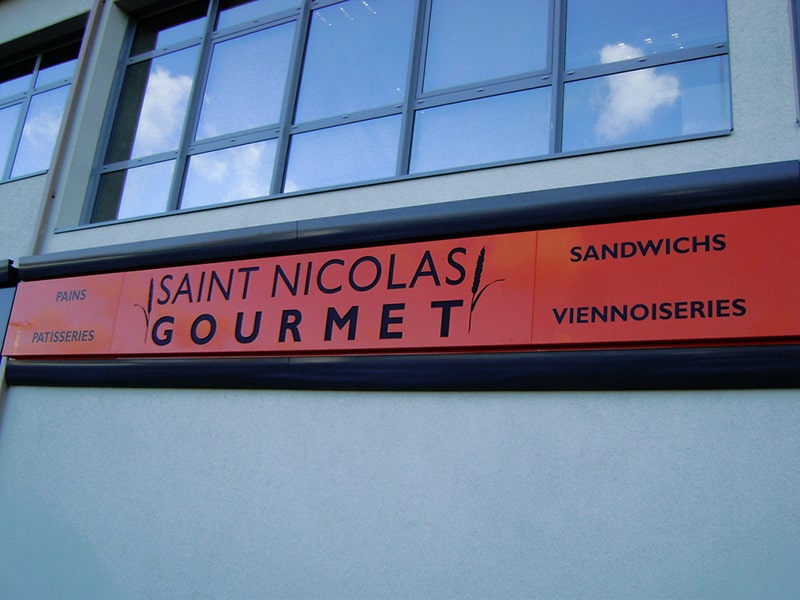 PAINS
PATISSERIES
SAINT NICOLAS
GOURMET
SANDWICHS
VIENNOISERIES